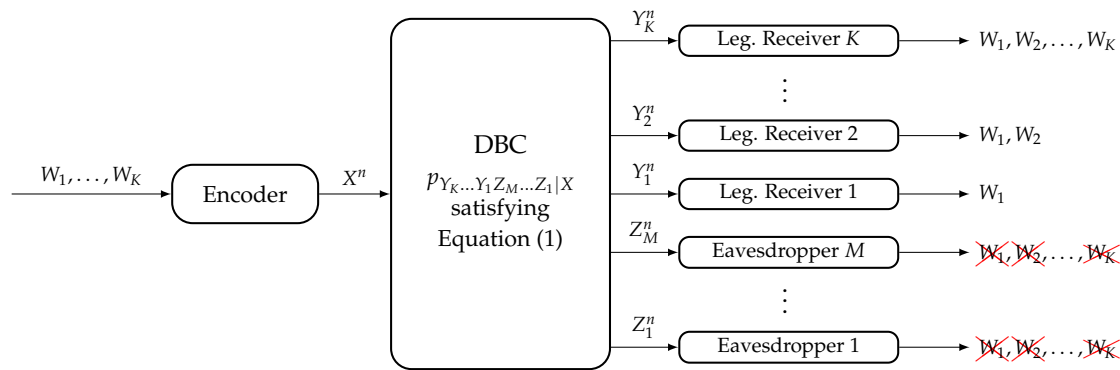 W_1, . . . , W_K
Encoder
X^n
DBC
p_{Y_K...Y_1 Z_M...Z_1|X}
satisfying
Equation (1)
Y_K^n
Leg. Receiver K
W_1, W_2, . . . , W_K
⋮
Y_2^n
Leg. Receiver 2
W_1, W_2
Y_1^n
Leg. Receiver 1
W_1
Z_M^n
Eavesdropper M
W_1, W_2, . . . , W_K
⋮
Z_1^n
Eavesdropper 1
W_1, W_2, . . . , W_K